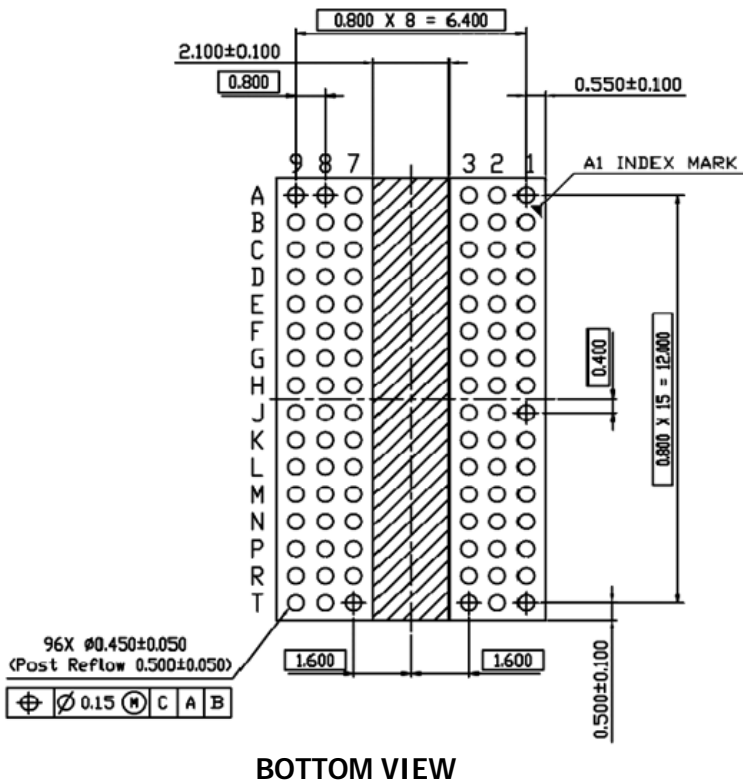 0.800 X 8 = 6.400
2.100±0.100
0.800
0.550±0.100
9 8 7 3 2 1
A1 INDEX MARK
A
B
C
D
E
F
G
H
J
K
L
M
N
P
R
T
0.400
0.800 X 15 = 12.000
96X ø0.450±0.050
(Post Reflow 0.500±0.050)
⌖ Ø 0.15 Ⓜ C A B
1.600
1.600
0.500±0.100
BOTTOM VIEW